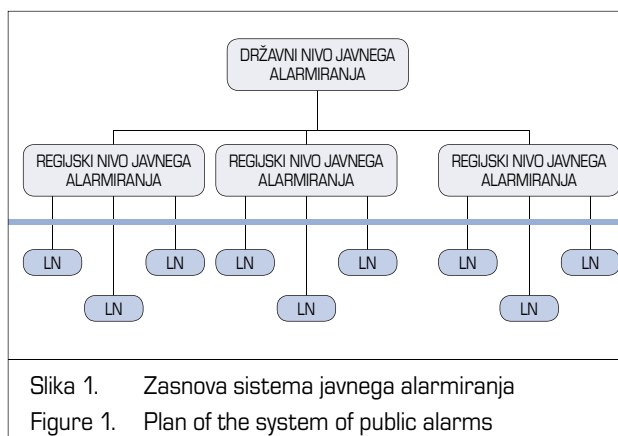 DRŽAVNI NIVO JAVNEGA
ALARMIRANJA
REGIJSKI NIVO JAVNEGA
ALARMIRANJA
REGIJSKI NIVO JAVNEGA
ALARMIRANJA
REGIJSKI NIVO JAVNEGA
ALARMIRANJA
LN
LN
LN
LN
LN
LN
LN
LN
LN
Slika 1. Zasnova sistema javnega alarmiranja
Figure 1. Plan of the system of public alarms